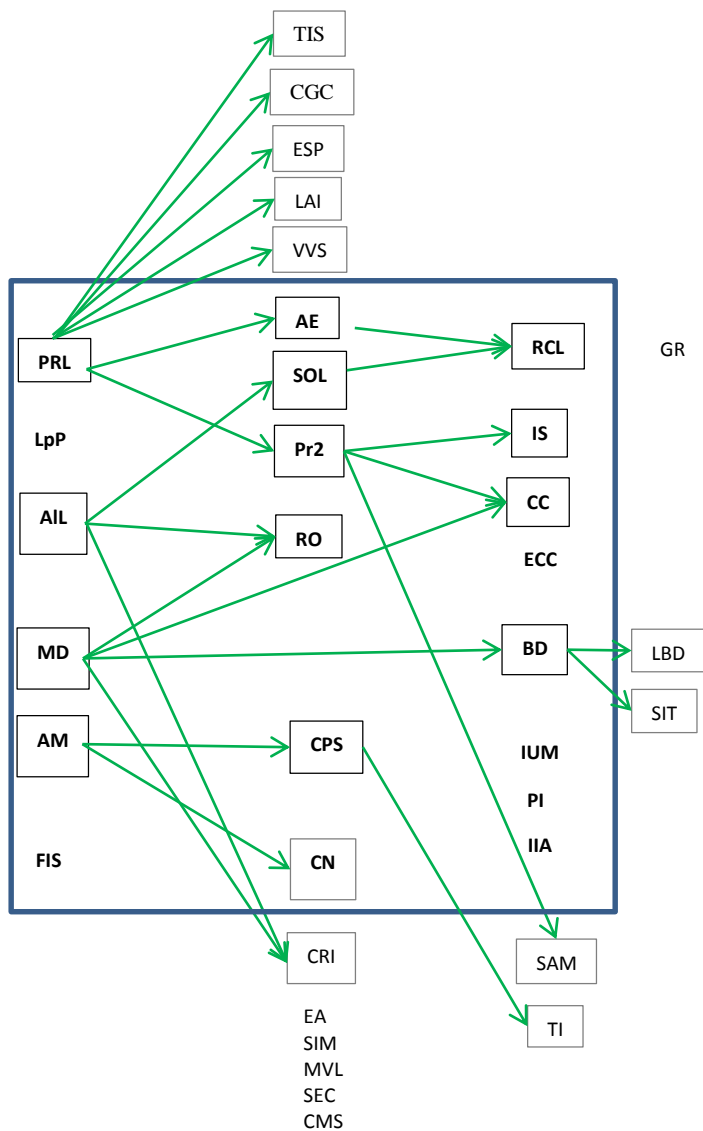 TIS
CGC
ESP
LAI
VVS
AE
RCL
GR
PRL
SOL
LpP
Pr2
IS
AlL
RO
CC
ECC
MD
BD
LBD
SIT
AM
CPS
IUM
PI
IIA
FIS
CN
CRI
SAM
EA
TI
SIM
MVL
SEC
CMS